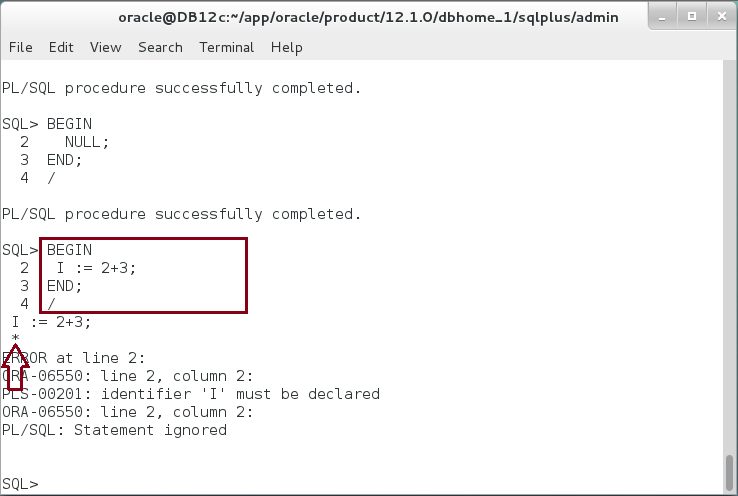 oracle@DB12c:~/app/oracle/product/12.1.0/dbhome_1/sqlplus/admin
File Edit View Search Terminal Help
PL/SQL procedure successfully completed.
SQL> BEGIN
  2    NULL;
  3  END;
  4  /
PL/SQL procedure successfully completed.
SQL> BEGIN
  2   I := 2+3;
  3  END;
  4  /
 I := 2+3;
 *
ERROR at line 2:
ORA-06550: line 2, column 2:
PLS-00201: identifier 'I' must be declared
ORA-06550: line 2, column 2:
PL/SQL: Statement ignored
SQL>